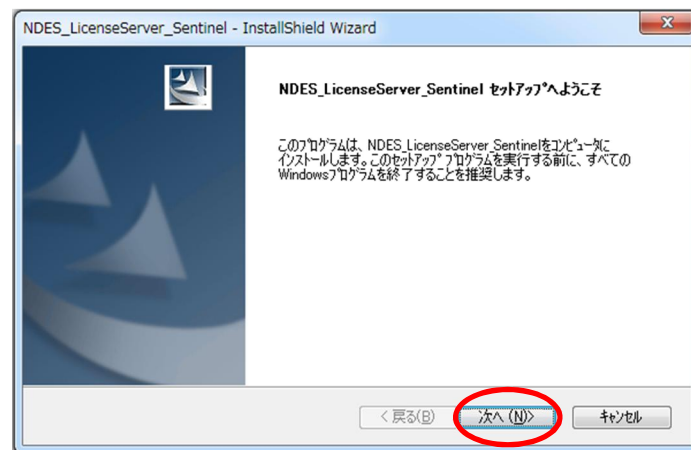 NDES_LicenseServer_Sentinel - InstallShield Wizard
NDES_LicenseServer_Sentinel ｾｯﾄｱｯﾌﾟへようこそ
このﾌﾟﾛｸﾞﾗﾑは、NDES_LicenseServer_Sentinelをｺﾝﾋﾟｭｰﾀに
ｲﾝｽﾄｰﾙします。このｾｯﾄｱｯﾌﾟ ﾌﾟﾛｸﾞﾗﾑを実行する前に、すべての
Windowsﾌﾟﾛｸﾞﾗﾑを終了することを推奨します。
< 戻る(B)
次へ (N)>
ｷｬﾝｾﾙ